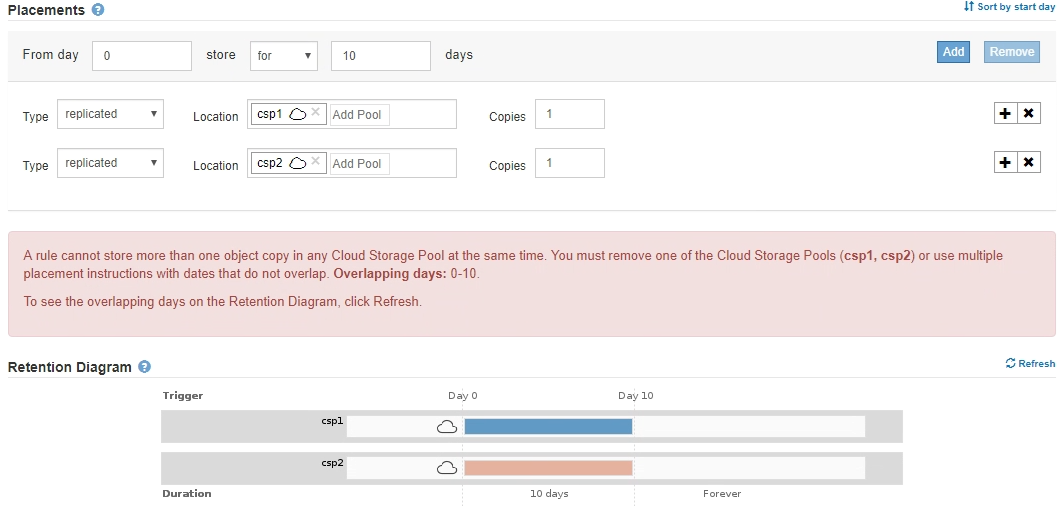 Placements ?
Sort by start day
From day 0 store for 10 days Add Remove
Type replicated Location csp1 Add Pool Copies 1
Type replicated Location csp2 Add Pool Copies 1
A rule cannot store more than one object copy in any Cloud Storage Pool at the same time. You must remove one of the Cloud Storage Pools (csp1, csp2) or use multiple
placement instructions with dates that do not overlap. Overlapping days: 0-10.
To see the overlapping days on the Retention Diagram, click Refresh.
Retention Diagram ?
Refresh
Trigger Day 0 Day 10
csp1
csp2
Duration 10 days Forever